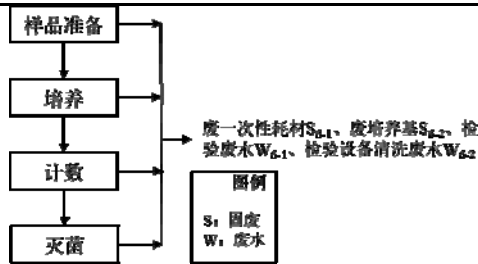 样品准备
培养
废一次性耗材S6-1、废培养基S6-2、检
验废水W6-1、检验设备清洗废水W6-2
计数
图例
S：固废
W：废水
灭菌